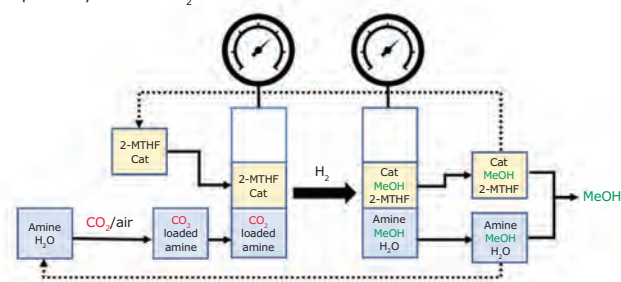 2-MTHF
Cat
2-MTHF
Cat
H₂
Cat
MeOH
2-MTHF
Cat
MeOH
2-MTHF
MeOH
Amine
H₂O
CO₂/air
CO₂
loaded
amine
CO₂
loaded
amine
Amine
MeOH
H₂O
Amine
MeOH
H₂O